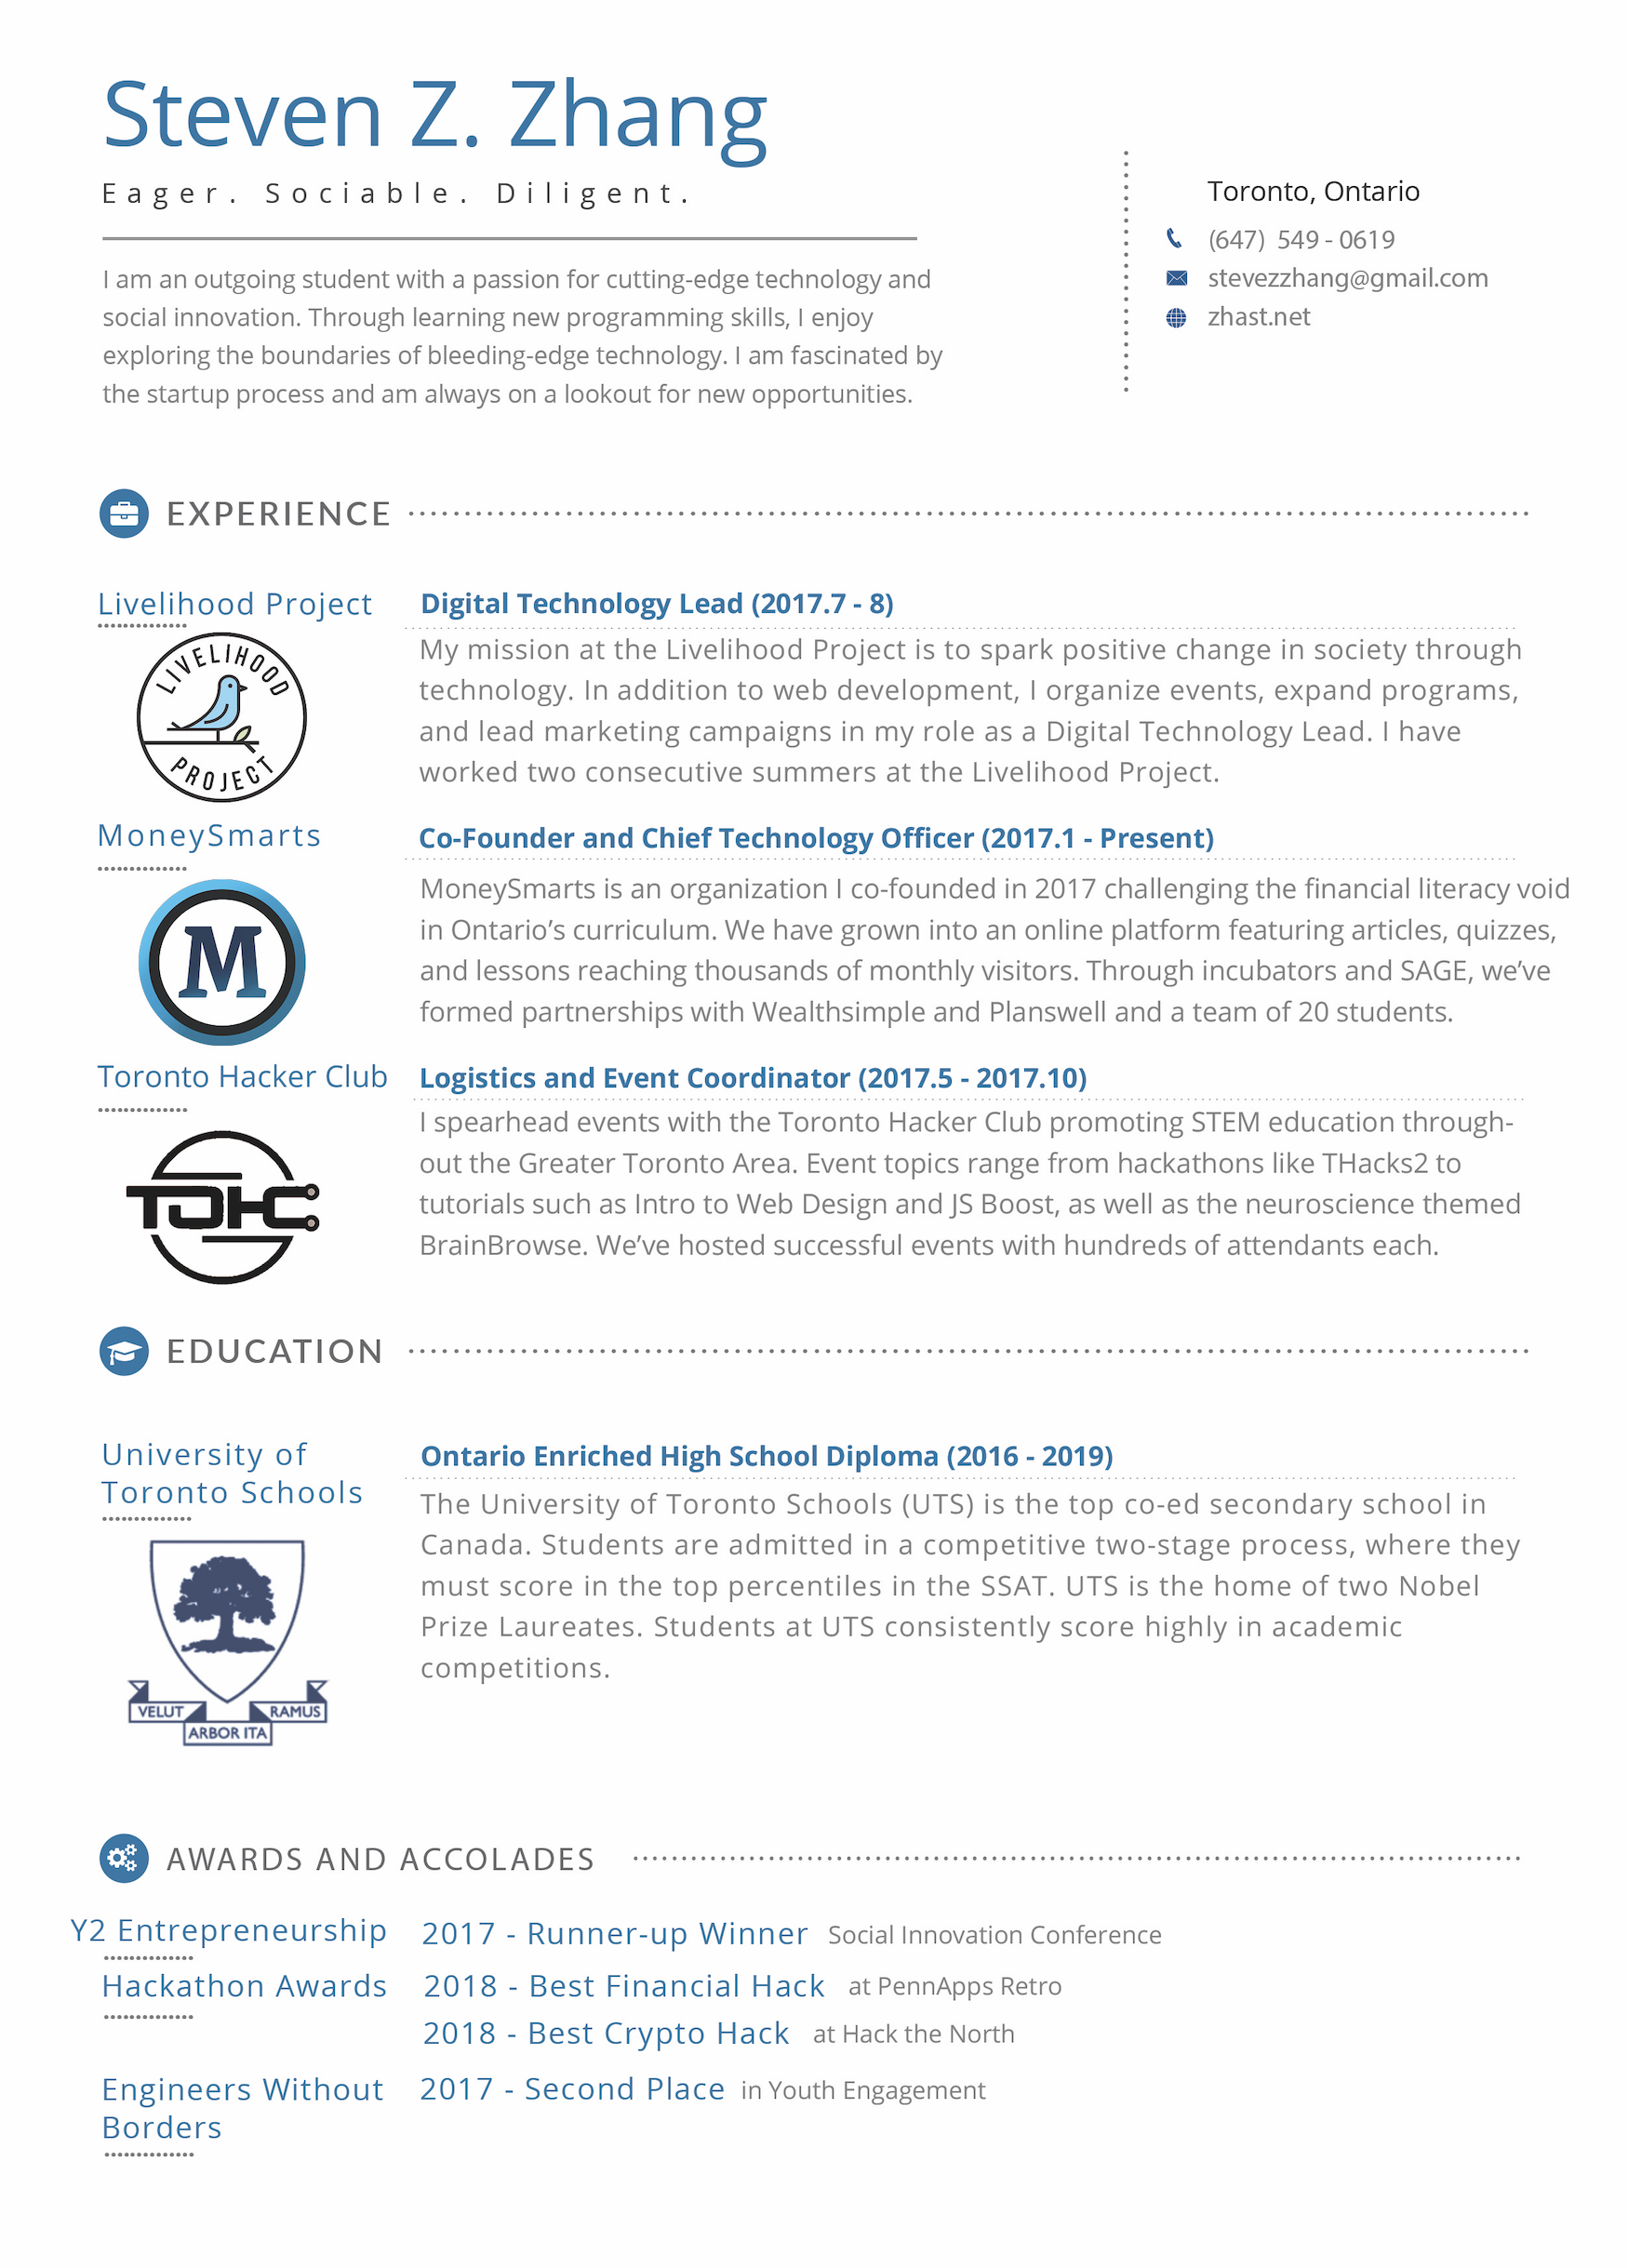 Steven Z. Zhang
Eager. Sociable. Diligent.
I am an outgoing student with a passion for cutting-edge technology and
social innovation. Through learning new programming skills, I enjoy
exploring the boundaries of bleeding-edge technology. I am fascinated by
the startup process and am always on a lookout for new opportunities.
Toronto, Ontario
(647) 549 - 0619
stevezzhang@gmail.com
zhast.net
EXPERIENCE
Livelihood Project
LIVELIHOOD
PROJECT
Digital Technology Lead (2017.7 - 8)
My mission at the Livelihood Project is to spark positive change in society through
technology. In addition to web development, I organize events, expand programs,
and lead marketing campaigns in my role as a Digital Technology Lead. I have
worked two consecutive summers at the Livelihood Project.
MoneySmarts
M
Co-Founder and Chief Technology Officer (2017.1 - Present)
MoneySmarts is an organization I co-founded in 2017 challenging the financial literacy void
in Ontario’s curriculum. We have grown into an online platform featuring articles, quizzes,
and lessons reaching thousands of monthly visitors. Through incubators and SAGE, we’ve
formed partnerships with Wealthsimple and Planswell and a team of 20 students.
Toronto Hacker Club
TOHC
Logistics and Event Coordinator (2017.5 - 2017.10)
I spearhead events with the Toronto Hacker Club promoting STEM education through-
out the Greater Toronto Area. Event topics range from hackathons like THacks2 to
tutorials such as Intro to Web Design and JS Boost, as well as the neuroscience themed
BrainBrowse. We’ve hosted successful events with hundreds of attendants each.
EDUCATION
University of
Toronto Schools
VELUT
ARBOR ITA
RAMUS
Ontario Enriched High School Diploma (2016 - 2019)
The University of Toronto Schools (UTS) is the top co-ed secondary school in
Canada. Students are admitted in a competitive two-stage process, where they
must score in the top percentiles in the SSAT. UTS is the home of two Nobel
Prize Laureates. Students at UTS consistently score highly in academic
competitions.
AWARDS AND ACCOLADES
Y2 Entrepreneurship
2017 - Runner-up Winner Social Innovation Conference
Hackathon Awards
2018 - Best Financial Hack at PennApps Retro
2018 - Best Crypto Hack at Hack the North
Engineers Without
Borders
2017 - Second Place in Youth Engagement